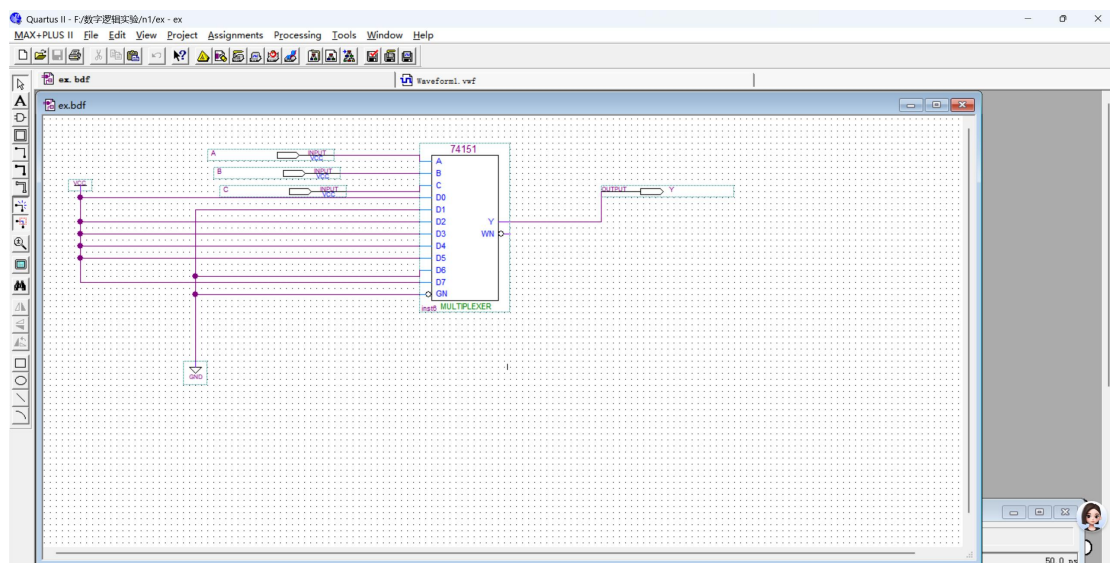 Quartus II - F:/数字逻辑实验/n1/ex - ex
MAX+PLUS II File Edit View Project Assignments Processing Tools Window Help
ex.bdf
Waveform1.vwf
ex.bdf
A
INPUT
VCC
B
INPUT
VCC
C
INPUT
VCC
VCC
74151
A
B
C
D0
D1
D2
D3
D4
D5
D6
D7
GN
Y
WN
inst6
MULTIPLEXER
OUTPUT
Y
GND
50.0 ns